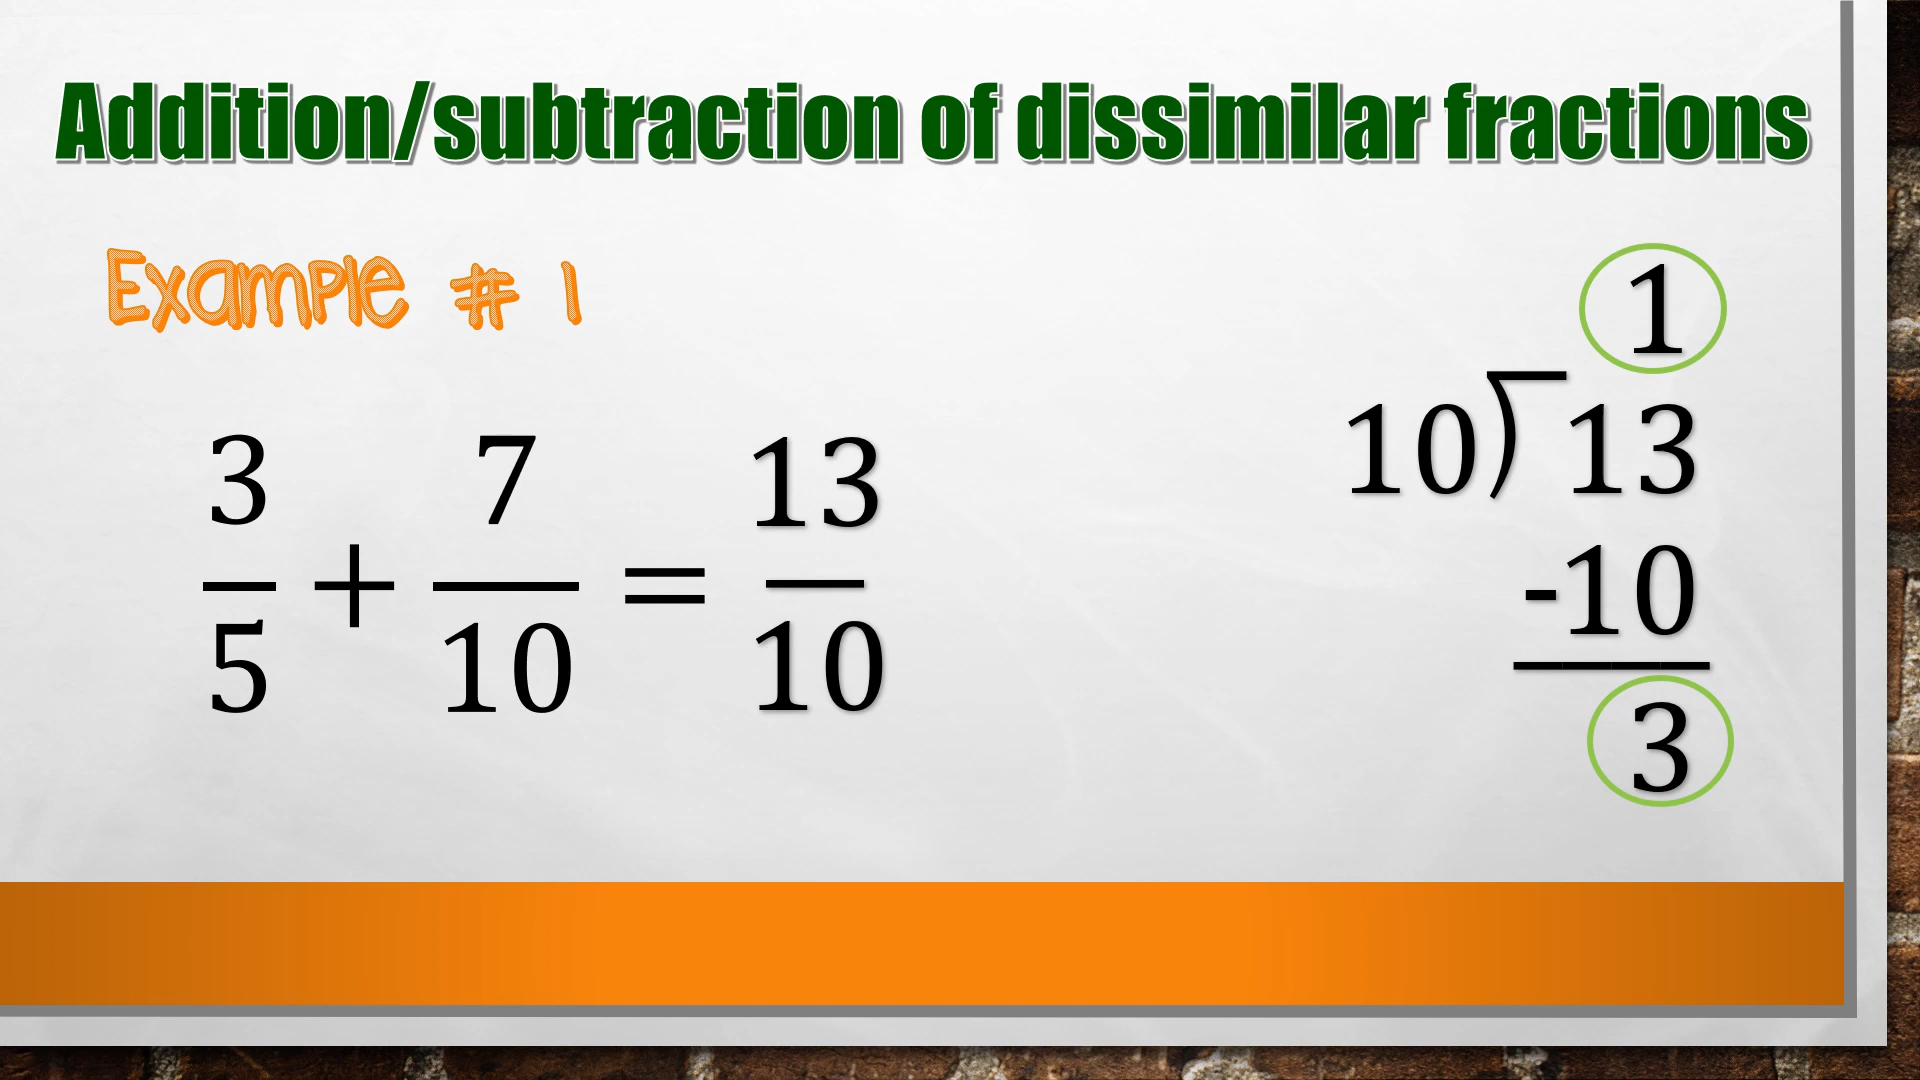 Addition/subtraction of dissimilar fractions
Example # 1
3/5 + 7/10 = 13/10
1
10) 13
-10
3